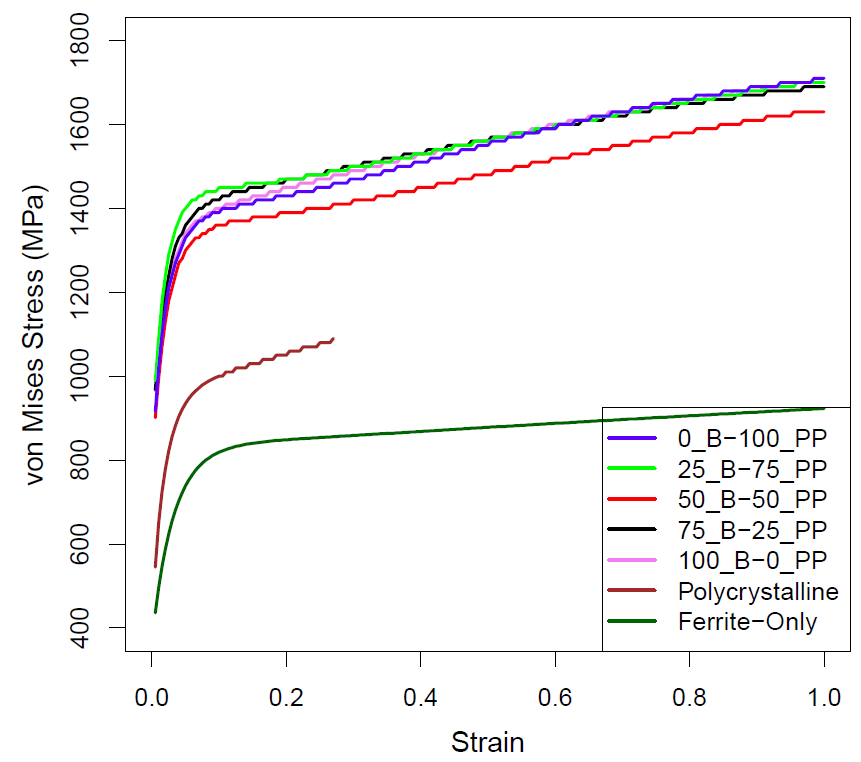 1800
1600
1400
1200
1000
800
600
400
von Mises Stress (MPa)
0_B−100_PP
25_B−75_PP
50_B−50_PP
75_B−25_PP
100_B−0_PP
Polycrystalline
Ferrite−Only
0.0 0.2 0.4 0.6 0.8 1.0
Strain